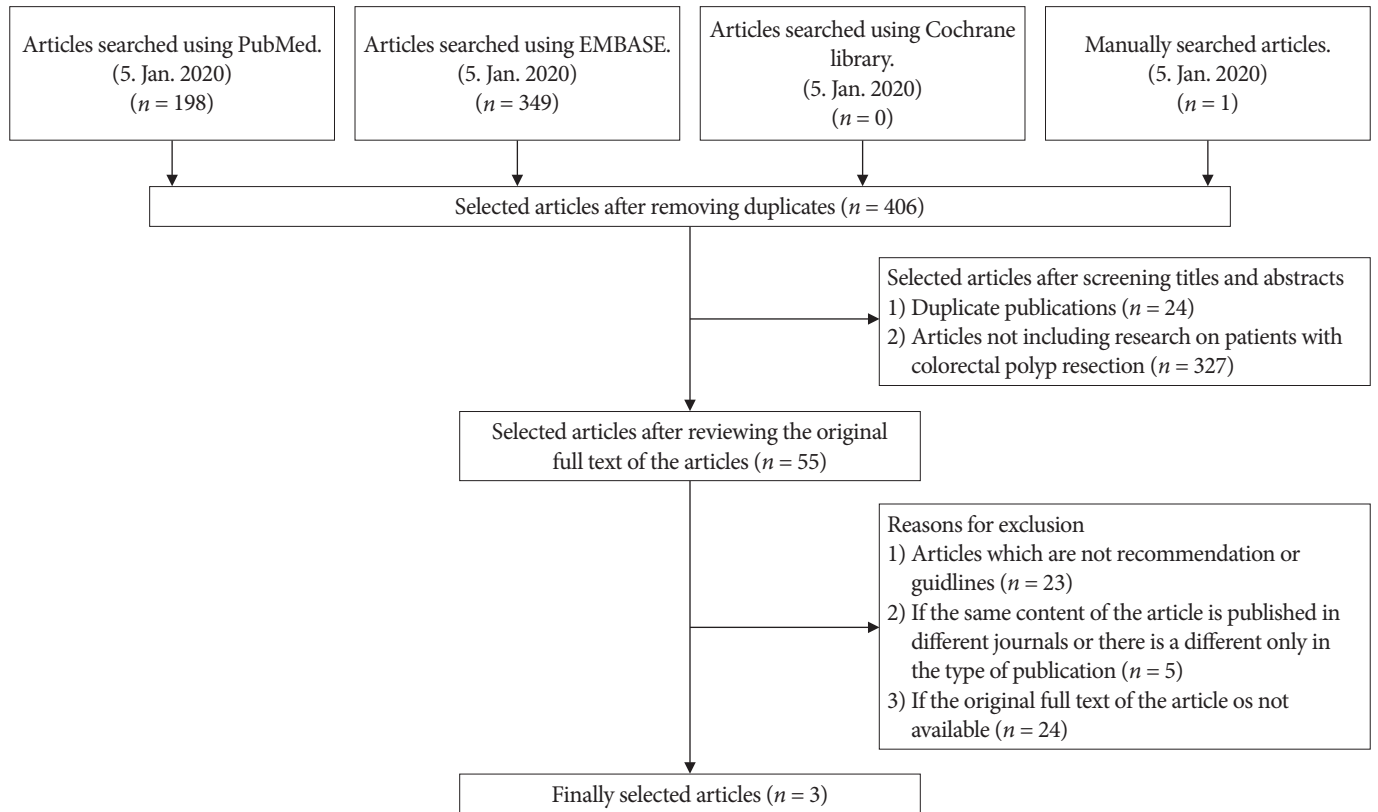 Articles searched using PubMed.
(5. Jan. 2020)
(n = 198)
Articles searched using EMBASE.
(5. Jan. 2020)
(n = 349)
Articles searched using Cochrane
library.
(5. Jan. 2020)
(n = 0)
Manually searched articles.
(5. Jan. 2020)
(n = 1)
Selected articles after removing duplicates (n = 406)
Selected articles after screening titles and abstracts
1) Duplicate publications (n = 24)
2) Articles not including research on patients with
colorectal polyp resection (n = 327)
Selected articles after reviewing the original
full text of the articles (n = 55)
Reasons for exclusion
1) Articles which are not recommendation or
guidlines (n = 23)
2) If the same content of the article is published in
different journals or there is a different only in
the type of publication (n = 5)
3) If the original full text of the article os not
available (n = 24)
Finally selected articles (n = 3)